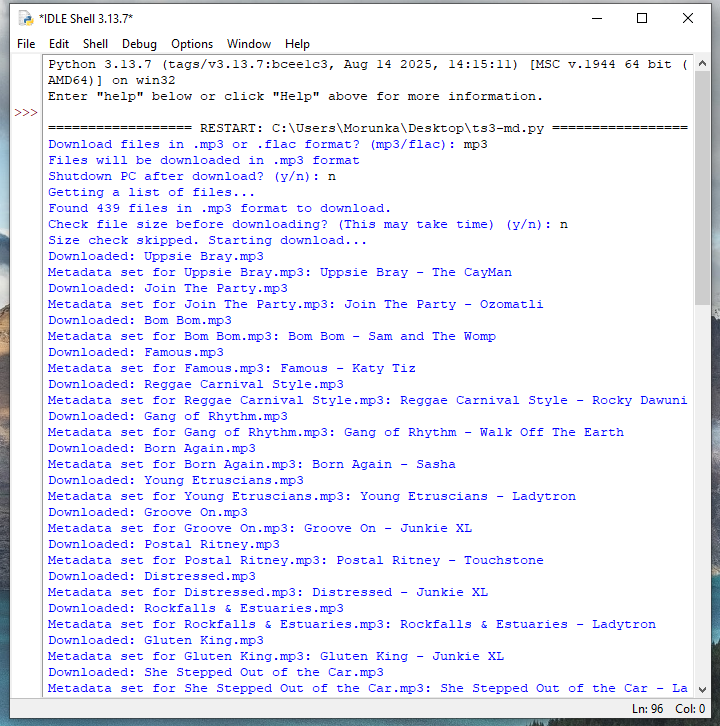 *IDLE Shell 3.13.7*
File Edit Shell Debug Options Window Help
Python 3.13.7 (tags/v3.13.7:bcee1c3, Aug 14 2025, 14:15:11) [MSC v.1944 64 bit (
AMD64)] on win32
Enter "help" below or click "Help" above for more information.
>>>
================== RESTART: C:\Users\Morunka\Desktop\ts3-md.py =================
Download files in .mp3 or .flac format? (mp3/flac): mp3
Files will be downloaded in .mp3 format
Shutdown PC after download? (y/n): n
Getting a list of files...
Found 439 files in .mp3 format to download.
Check file size before downloading? (This may take time) (y/n): n
Size check skipped. Starting download...
Downloaded: Uppsie Bray.mp3
Metadata set for Uppsie Bray.mp3: Uppsie Bray - The CayMan
Downloaded: Join The Party.mp3
Metadata set for Join The Party.mp3: Join The Party - Ozomatli
Downloaded: Bom Bom.mp3
Metadata set for Bom Bom.mp3: Bom Bom - Sam and The Womp
Downloaded: Famous.mp3
Metadata set for Famous.mp3: Famous - Katy Tiz
Downloaded: Reggae Carnival Style.mp3
Metadata set for Reggae Carnival Style.mp3: Reggae Carnival Style - Rocky Dawuni
Downloaded: Gang of Rhythm.mp3
Metadata set for Gang of Rhythm.mp3: Gang of Rhythm - Walk Off The Earth
Downloaded: Born Again.mp3
Metadata set for Born Again.mp3: Born Again - Sasha
Downloaded: Young Etruscians.mp3
Metadata set for Young Etruscians.mp3: Young Etruscians - Ladytron
Downloaded: Groove On.mp3
Metadata set for Groove On.mp3: Groove On - Junkie XL
Downloaded: Postal Ritney.mp3
Metadata set for Postal Ritney.mp3: Postal Ritney - Touchstone
Downloaded: Distressed.mp3
Metadata set for Distressed.mp3: Distressed - Junkie XL
Downloaded: Rockfalls & Estuaries.mp3
Metadata set for Rockfalls & Estuaries.mp3: Rockfalls & Estuaries - Ladytron
Downloaded: Gluten King.mp3
Metadata set for Gluten King.mp3: Gluten King - Junkie XL
Downloaded: She Stepped Out of the Car.mp3
Metadata set for She Stepped Out of the Car.mp3: She Stepped Out of the Car - La
Ln: 96 Col: 0